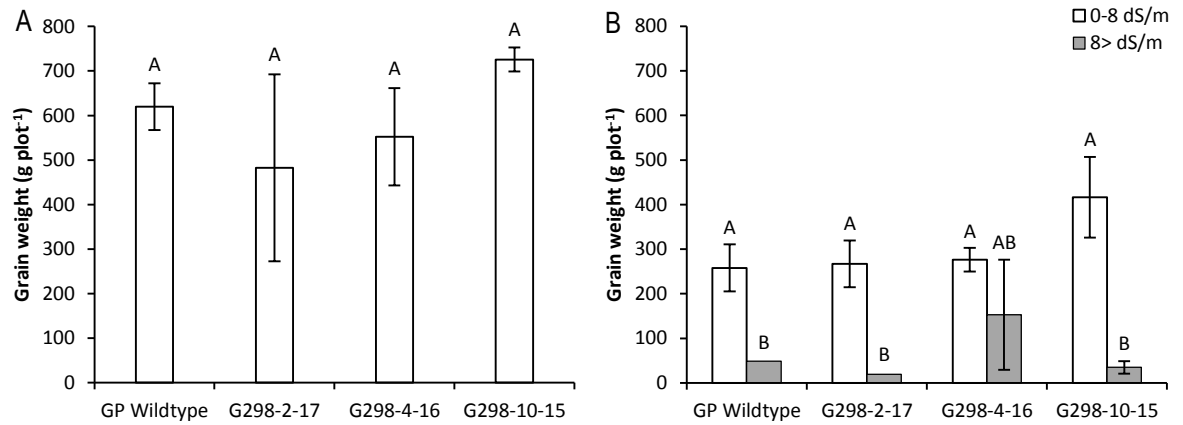 A
Grain weight (g plot⁻¹)
800
700
600
500
400
300
200
100
0
A
A
A
A
GP Wildtype G298-2-17 G298-4-16 G298-10-15
B
0-8 dS/m
8> dS/m
Grain weight (g plot⁻¹)
800
700
600
500
400
300
200
100
0
A
B
A
B
A
AB
A
B
GP Wildtype G298-2-17 G298-4-16 G298-10-15